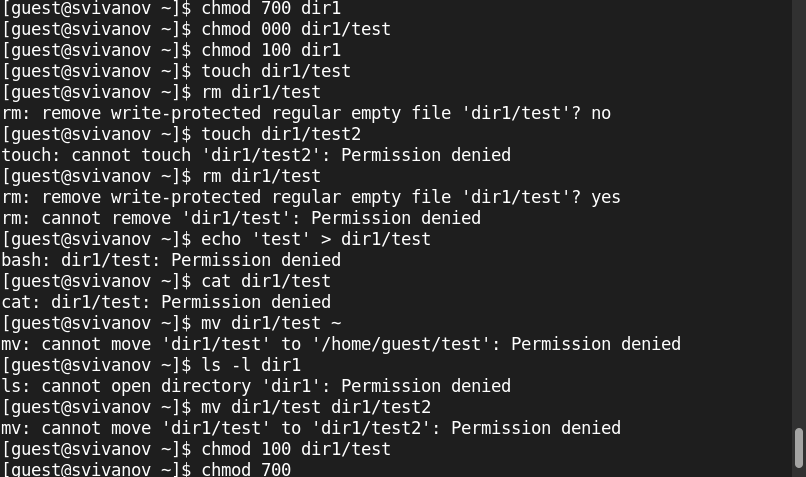 [guest@svivanov ~]$ chmod 700 dir1
[guest@svivanov ~]$ chmod 000 dir1/test
[guest@svivanov ~]$ chmod 100 dir1
[guest@svivanov ~]$ touch dir1/test
[guest@svivanov ~]$ rm dir1/test
rm: remove write-protected regular empty file 'dir1/test'? no
[guest@svivanov ~]$ touch dir1/test2
touch: cannot touch 'dir1/test2': Permission denied
[guest@svivanov ~]$ rm dir1/test
rm: remove write-protected regular empty file 'dir1/test'? yes
rm: cannot remove 'dir1/test': Permission denied
[guest@svivanov ~]$ echo 'test' > dir1/test
bash: dir1/test: Permission denied
[guest@svivanov ~]$ cat dir1/test
cat: dir1/test: Permission denied
[guest@svivanov ~]$ mv dir1/test ~
mv: cannot move 'dir1/test' to '/home/guest/test': Permission denied
[guest@svivanov ~]$ ls -l dir1
ls: cannot open directory 'dir1': Permission denied
[guest@svivanov ~]$ mv dir1/test dir1/test2
mv: cannot move 'dir1/test' to 'dir1/test2': Permission denied
[guest@svivanov ~]$ chmod 100 dir1/test
[guest@svivanov ~]$ chmod 700